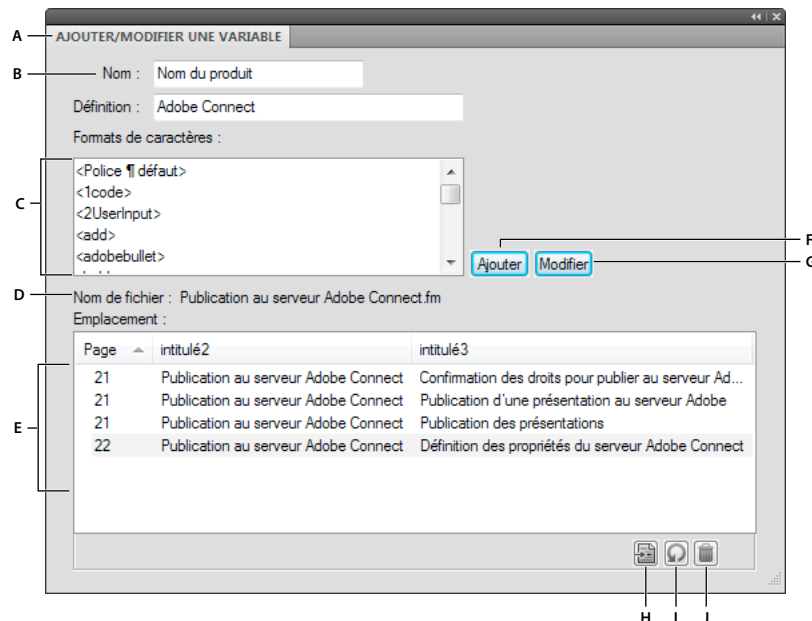 A
AJOUTER/MODIFIER UNE VARIABLE
B
Nom : Nom du produit
Définition : Adobe Connect
Formats de caractères :
C
<Police ¶ défaut>
<1code>
<2UserInput>
<add>
<adobebullet>
F
Ajouter Modifier
G
D
Nom de fichier : Publication au serveur Adobe Connect.fm
Emplacement :
Page intitulé2 intitulé3
E
21 Publication au serveur Adobe Connect Confirmation des droits pour publier au serveur Ad...
21 Publication au serveur Adobe Connect Publication d'une présentation au serveur Adobe
21 Publication au serveur Adobe Connect Publication des présentations
22 Publication au serveur Adobe Connect Définition des propriétés du serveur Adobe Connect
H I J